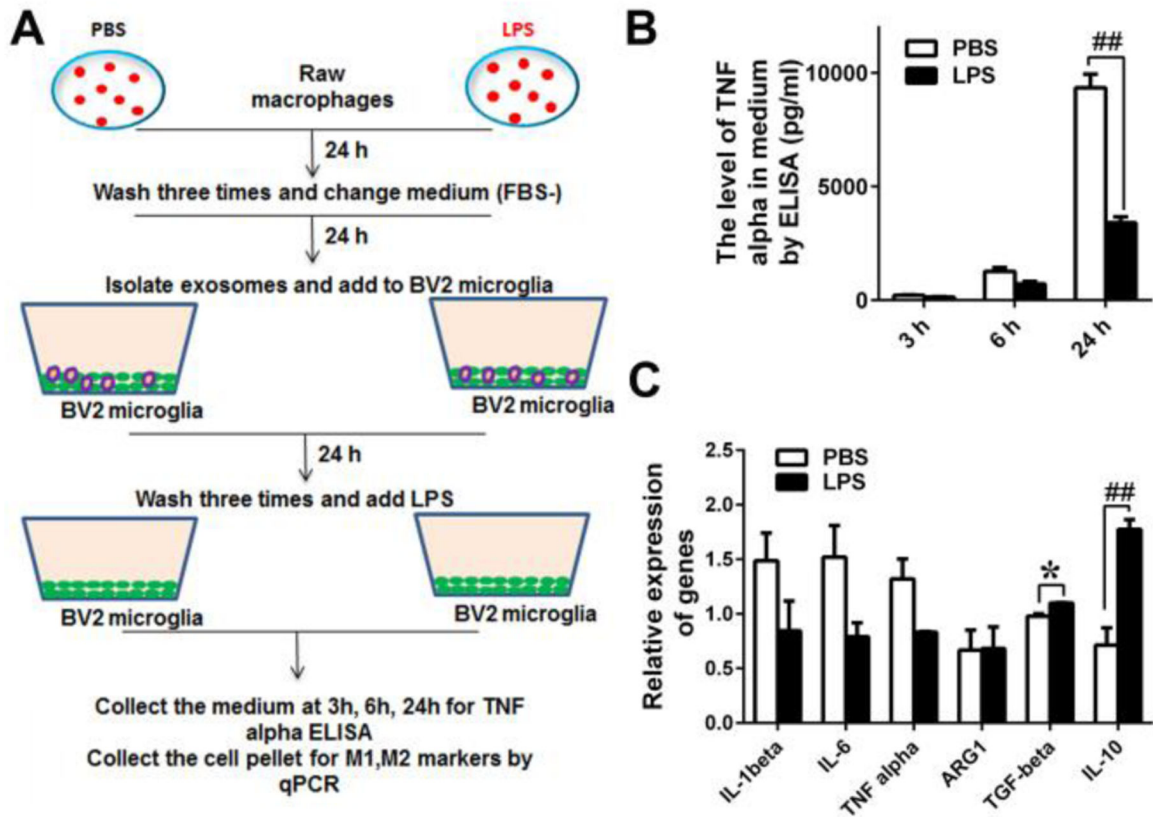 A
PBS
LPS
Raw
macrophages
24 h
Wash three times and change medium (FBS-)
24 h
Isolate exosomes and add to BV2 microglia
BV2 microglia
BV2 microglia
24 h
Wash three times and add LPS
BV2 microglia
BV2 microglia
Collect the medium at 3h, 6h, 24h for TNF
alpha ELISA
Collect the cell pellet for M1,M2 markers by
qPCR
B
The level of TNF
alpha in medium
by ELISA (pg/ml)
10000
5000
0
PBS
LPS
##
3 h
6 h
24 h
C
Relative expression
of genes
2.5
2.0
1.5
1.0
0.5
0.0
PBS
LPS
*
##
IL-1beta
IL-6
TNF alpha
ARG1
TGF-beta
IL-10